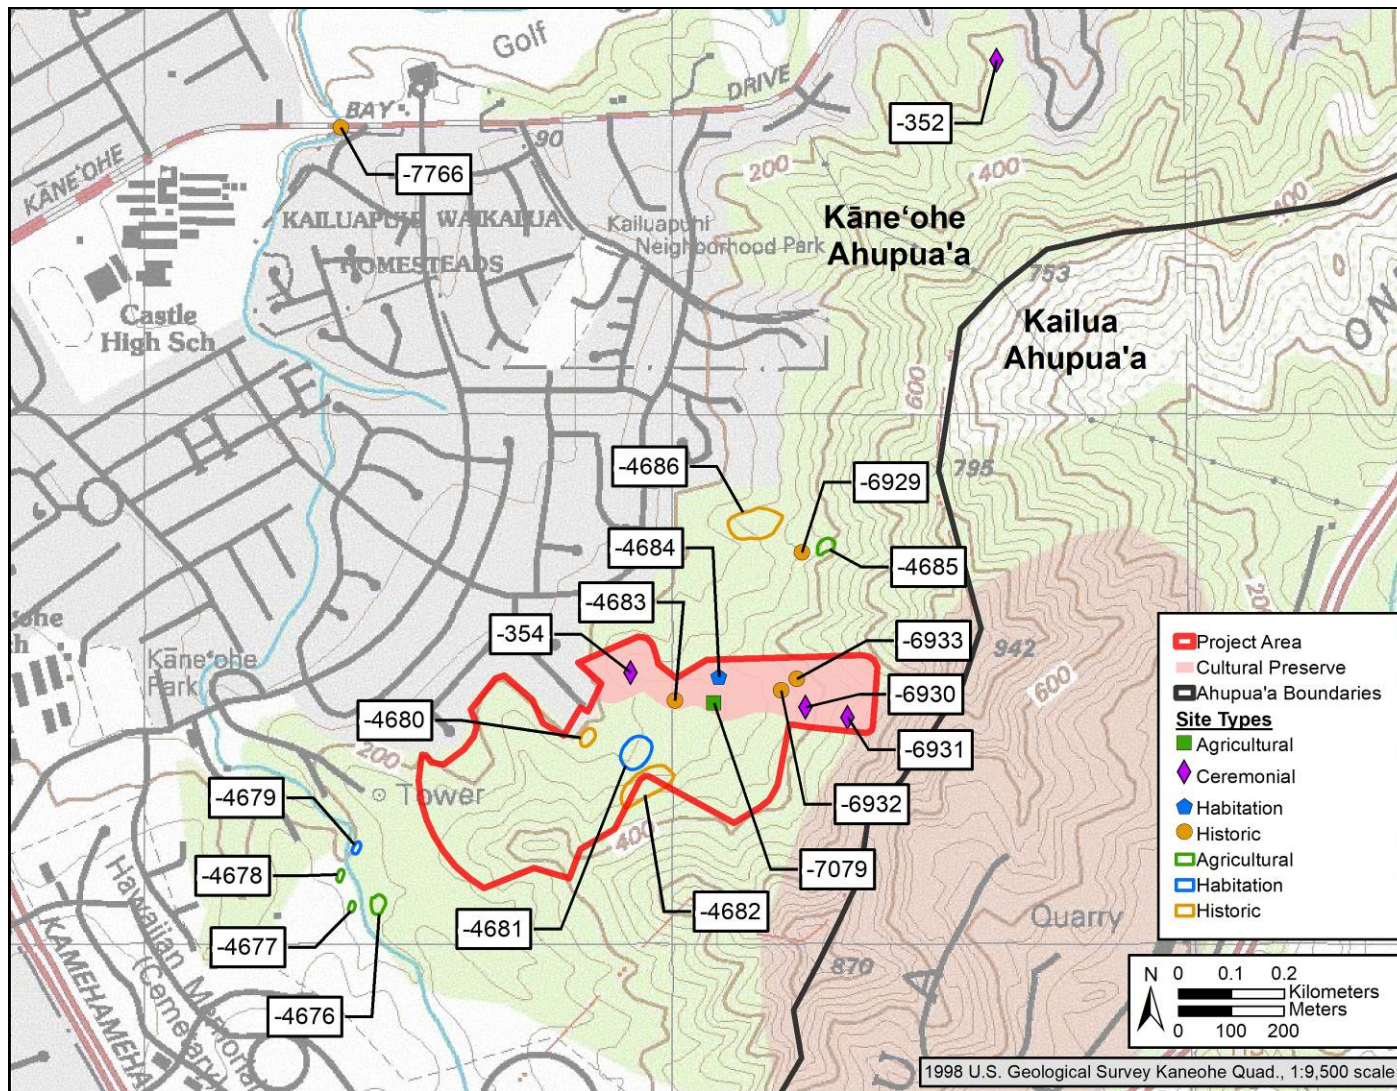 Golf
BAY
DRIVE
90
KĀNEʻOHE
-352
-7766
200
400
400
KAILUAPUHI WAIKALUA
HOMESTEADS
Kailuapuhi
Neighborhood Park
Kāneʻohe
Ahupua'a
753
Kailua
Ahupua'a
Castle
High Sch
600
H E
795
-4686
-6929
-4684
-4685
-4683
-354
-6933
942
600
-6930
-6931
Kāneʻohe
Park
-4680
200
Tower
-4679
-4678
-4677
-4676
400
-6932
-7079
-4682
-4681
Quarry
870
U A
Hawaiian Memorial
(Cemetery)
KAMEHAMEHA
Project Area
Cultural Preserve
Ahupua'a Boundaries
Site Types
Agricultural
Ceremonial
Habitation
Historic
Agricultural
Habitation
Historic
N
0 0.1 0.2
Kilometers
Meters
0 100 200
1998 U.S. Geological Survey Kaneohe Quad., 1:9,500 scale